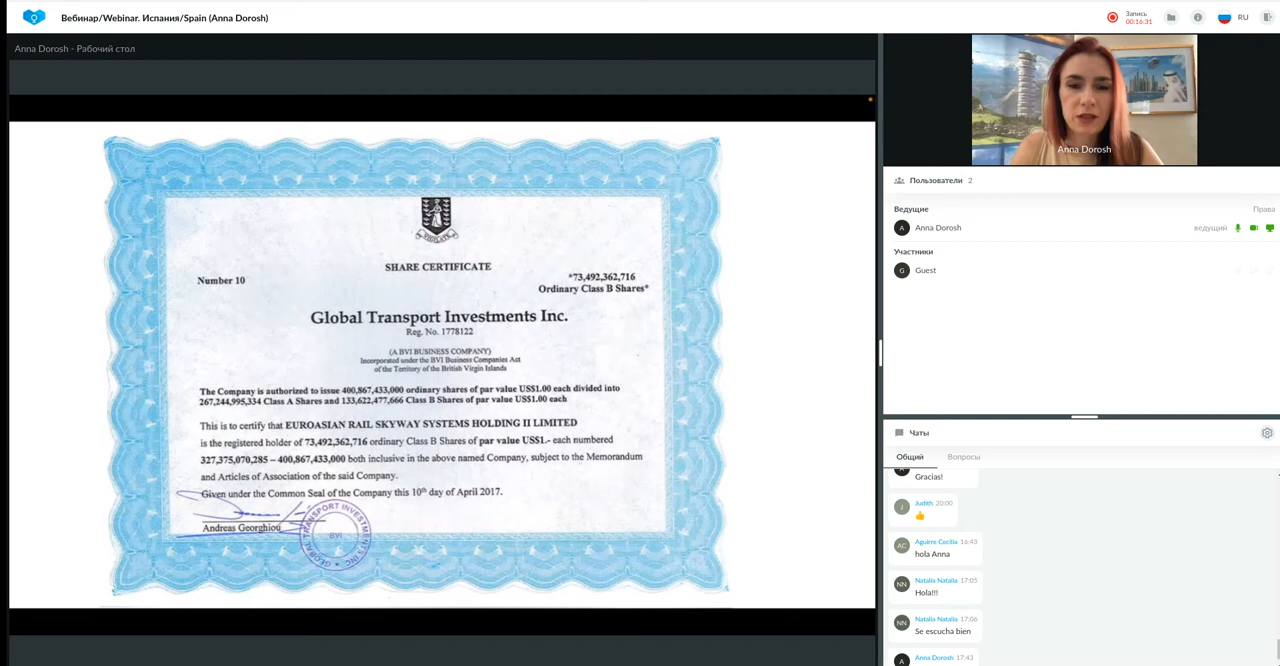 Вебинар/Webinar. Испания/Spain (Anna Dorosh)
Запись
00:16:31
RU
Anna Dorosh - Рабочий стол
VIGILATE
SHARE CERTIFICATE
Number 10
*73,492,362,716
Ordinary Class B Shares*
Global Transport Investments Inc.
Reg. No. 1778122
(A BVI BUSINESS COMPANY)
Incorporated under the BVI Business Companies Act
of the Territory of the British Virgin Islands
The Company is authorized to issue 400,867,433,000 ordinary shares of par value US$1.00 each divided into
267,244,995,334 Class A Shares and 133,622,477,666 Class B Shares of par value US$1.00 each
This is to certify that EUROASIAN RAIL SKYWAY SYSTEMS HOLDING II LIMITED
is the registered holder of 73,492,362,716 ordinary Class B Shares of par value US$1.- each numbered
327,375,070,285 – 400,867,433,000 both inclusive in the above named Company, subject to the Memorandum
and Articles of Association of the said Company.
Given under the Common Seal of the Company this 10th day of April 2017.
Andreas Georghiou
GLOBAL TRANSPORT INVESTMENTS INC.
BVI
Anna Dorosh
Пользователи 2
Ведущие
Права
A
Anna Dorosh
ведущий
Участники
G
Guest
Чаты
Общий
Вопросы
Gracias!
J
Judith 20:00
AC
Aguirre Cecilia 16:43
hola Anna
NN
Natalia Natalia 17:05
Hola!!!
NN
Natalia Natalia 17:06
Se escucha bien
A
Anna Dorosh 17:43